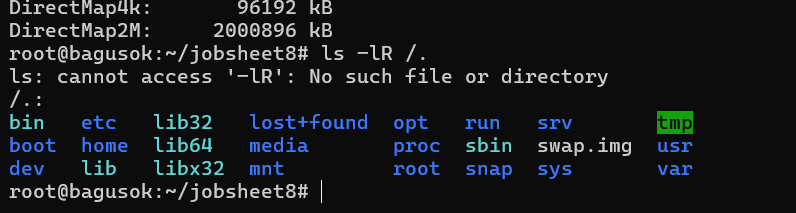 DirectMap4k:       96192 kB
DirectMap2M:     2000896 kB
root@bagusok:~/jobsheet8# ls –lR /.
ls: cannot access '–lR': No such file or directory
/.:
bin   etc   lib32   lost+found  opt   run   srv       tmp
boot  home  lib64   media       proc  sbin  swap.img  usr
dev   lib   libx32  mnt         root  snap  sys       var
root@bagusok:~/jobsheet8#